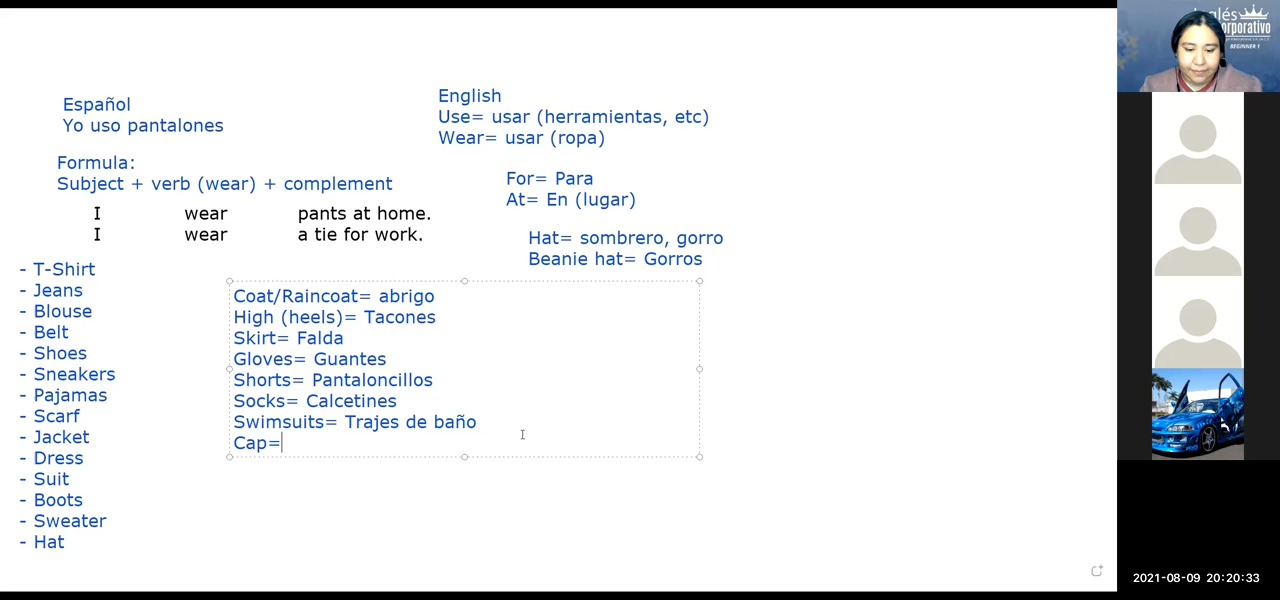 Español
Yo uso pantalones
Formula:
Subject + verb (wear) + complement
I wear pants at home.
I wear a tie for work.
English
Use= usar (herramientas, etc)
Wear= usar (ropa)
For= Para
At= En (lugar)
Hat= sombrero, gorro
Beanie hat= Gorros
- T-Shirt
- Jeans
- Blouse
- Belt
- Shoes
- Sneakers
- Pajamas
- Scarf
- Jacket
- Dress
- Suit
- Boots
- Sweater
- Hat
Coat/Raincoat= abrigo
High (heels)= Tacones
Skirt= Falda
Gloves= Guantes
Shorts= Pantaloncillos
Socks= Calcetines
Swimsuits= Trajes de baño
Cap=
BEGINNER 1
2021-08-09 20:20:33